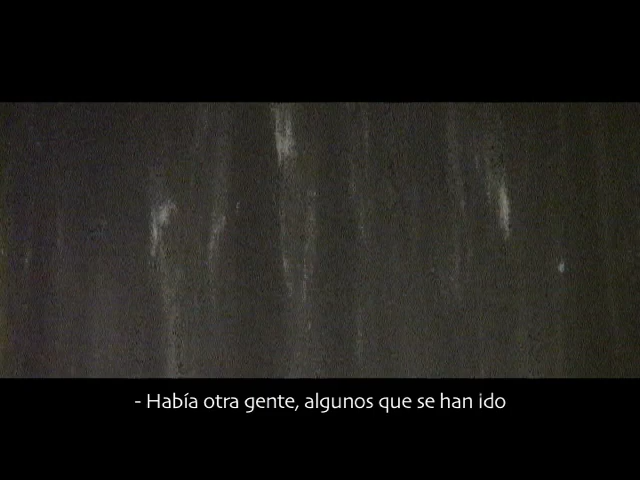 - Había otra gente, algunos que se han ido